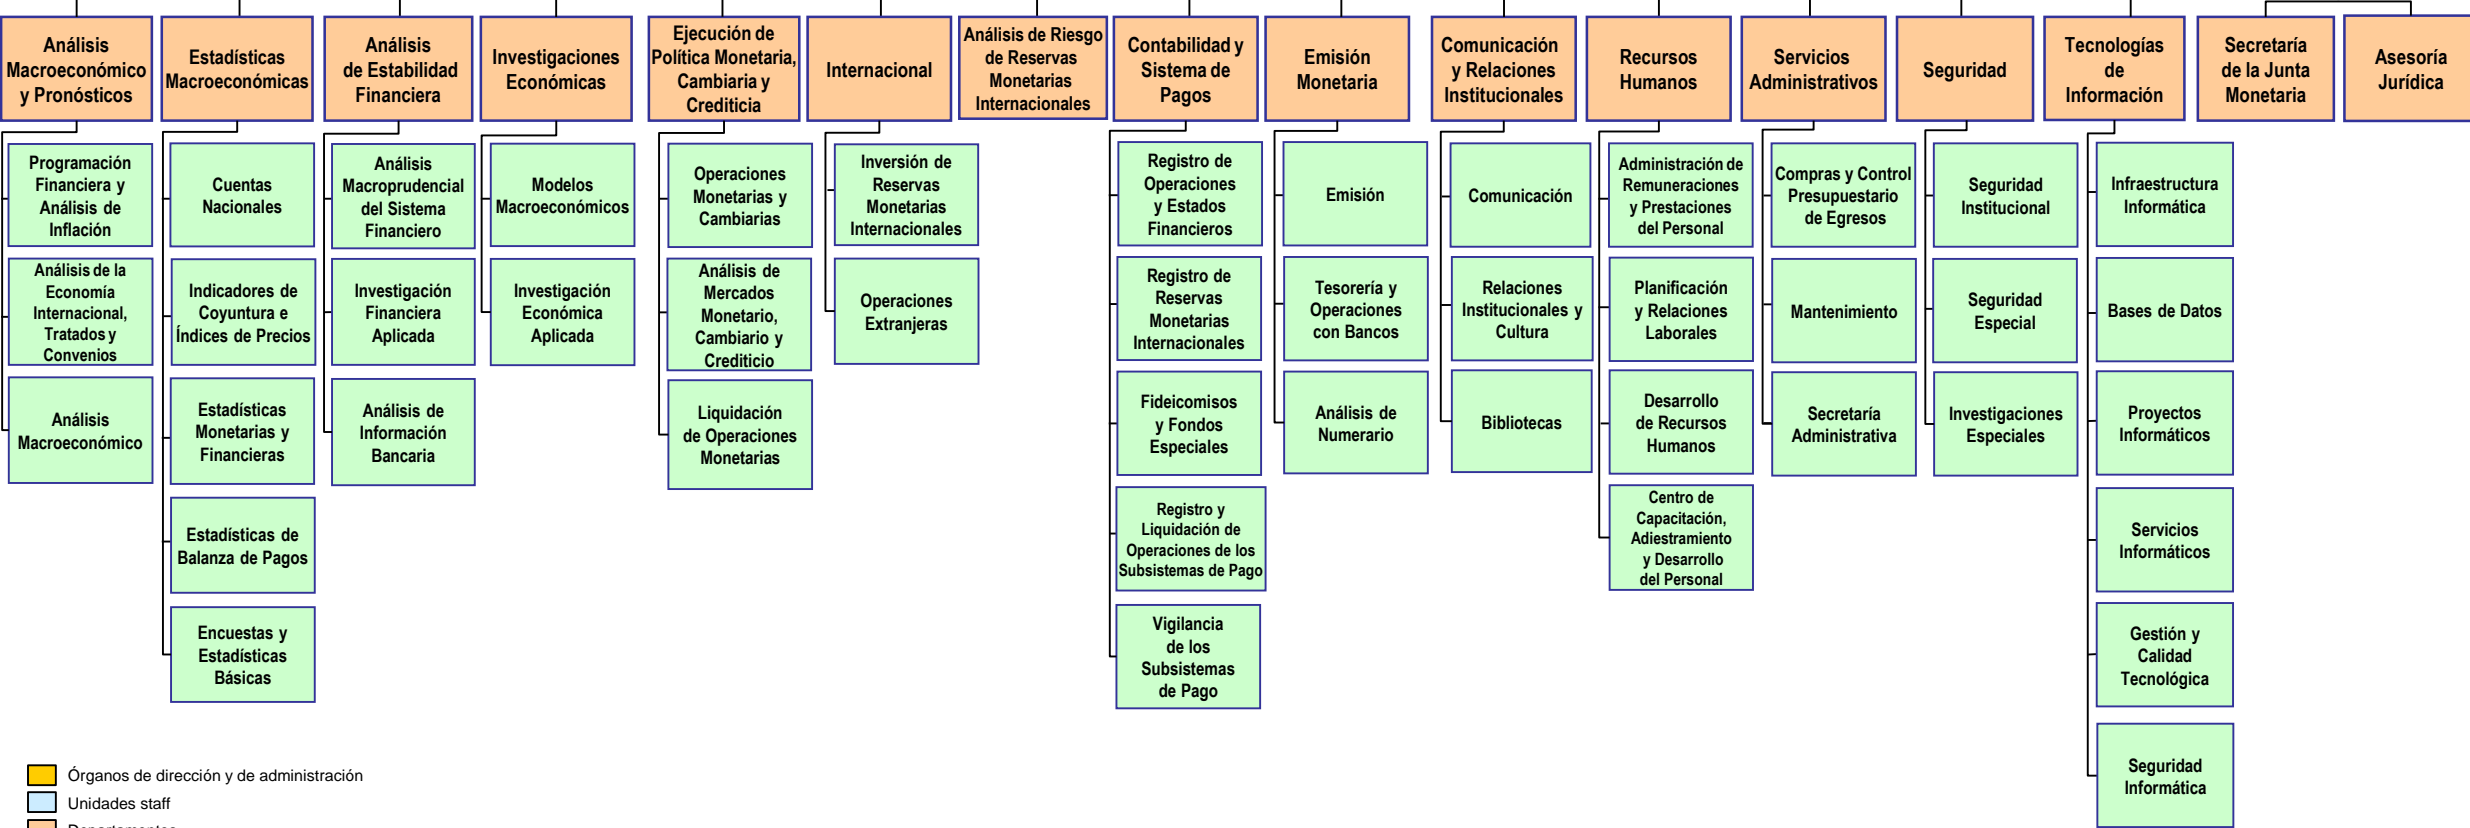 Análisis
Macroeconómico
y Pronósticos
Estadísticas
Macroeconómicas
Análisis
de Estabilidad
Financiera
Investigaciones
Económicas
Ejecución de
Política Monetaria,
Cambiaria y
Crediticia
Internacional
Análisis de Riesgo
de Reservas
Monetarias
Internacionales
Contabilidad y
Sistema de
Pagos
Emisión
Monetaria
Comunicación
y Relaciones
Institucionales
Recursos
Humanos
Servicios
Administrativos
Seguridad
Tecnologías
de
Información
Secretaría
de la Junta
Monetaria
Asesoría
Jurídica
Programación
Financiera y
Análisis de
Inflación
Análisis de la
Economía
Internacional,
Tratados y
Convenios
Análisis
Macroeconómico
Cuentas
Nacionales
Indicadores de
Coyuntura e
Índices de Precios
Estadísticas
Monetarias y
Financieras
Estadísticas de
Balanza de Pagos
Encuestas y
Estadísticas
Básicas
Análisis
Macroprudencial
del Sistema
Financiero
Investigación
Financiera
Aplicada
Análisis de
Información
Bancaria
Modelos
Macroeconómicos
Investigación
Económica
Aplicada
Operaciones
Monetarias y
Cambiarias
Análisis de
Mercados
Monetario,
Cambiario y
Crediticio
Liquidación
de Operaciones
Monetarias
Inversión de
Reservas
Monetarias
Internacionales
Operaciones
Extranjeras
Registro de
Operaciones
y Estados
Financieros
Registro de
Reservas
Monetarias
Internacionales
Fideicomisos
y Fondos
Especiales
Registro y
Liquidación de
Operaciones de los
Subsistemas de Pago
Vigilancia
de los
Subsistemas
de Pago
Emisión
Tesorería y
Operaciones
con Bancos
Análisis de
Numerario
Comunicación
Relaciones
Institucionales y
Cultura
Bibliotecas
Administración de
Remuneraciones
y Prestaciones
del Personal
Planificación
y Relaciones
Laborales
Desarrollo
de Recursos
Humanos
Centro de
Capacitación,
Adiestramiento
y Desarrollo
del Personal
Compras y Control
Presupuestario
de Egresos
Mantenimiento
Secretaría
Administrativa
Seguridad
Institucional
Seguridad
Especial
Investigaciones
Especiales
Infraestructura
Informática
Bases de Datos
Proyectos
Informáticos
Servicios
Informáticos
Gestión y
Calidad
Tecnológica
Seguridad
Informática
Órganos de dirección y de administración
Unidades staff
Departamentos